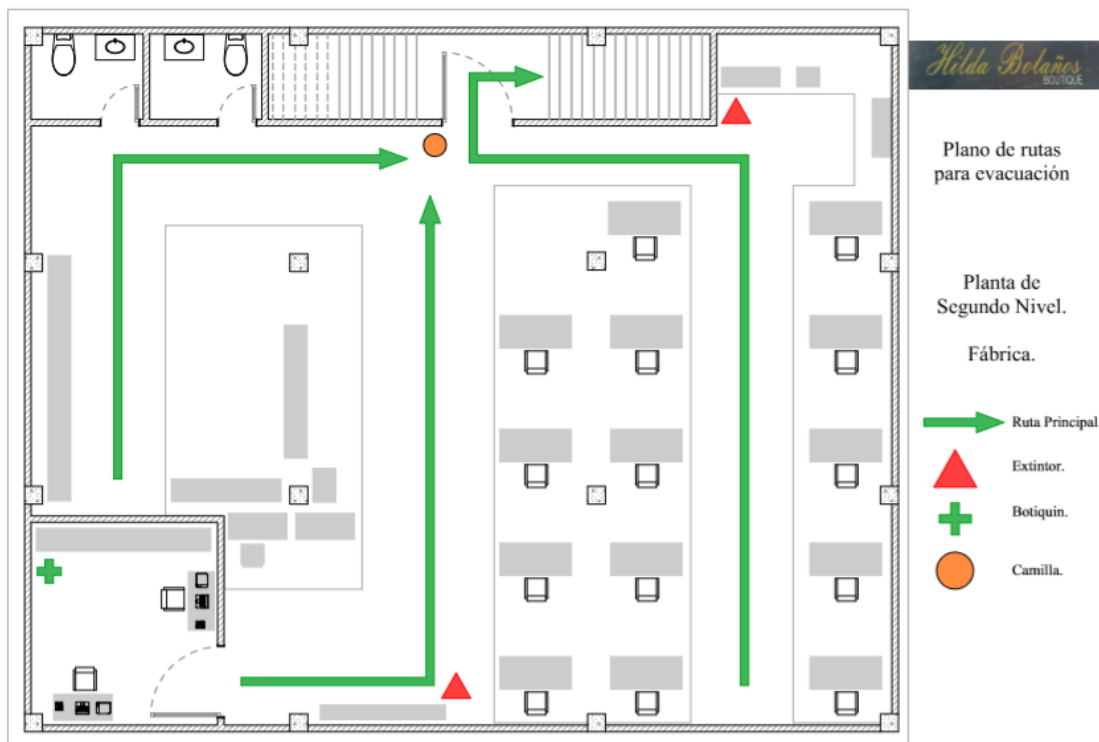 Hilda Bolaños
BOUTIQUE
Plano de rutas
para evacuación
Planta de
Segundo Nivel.
Fábrica.
Ruta Principal.
Extintor.
Botiquin.
Camilla.